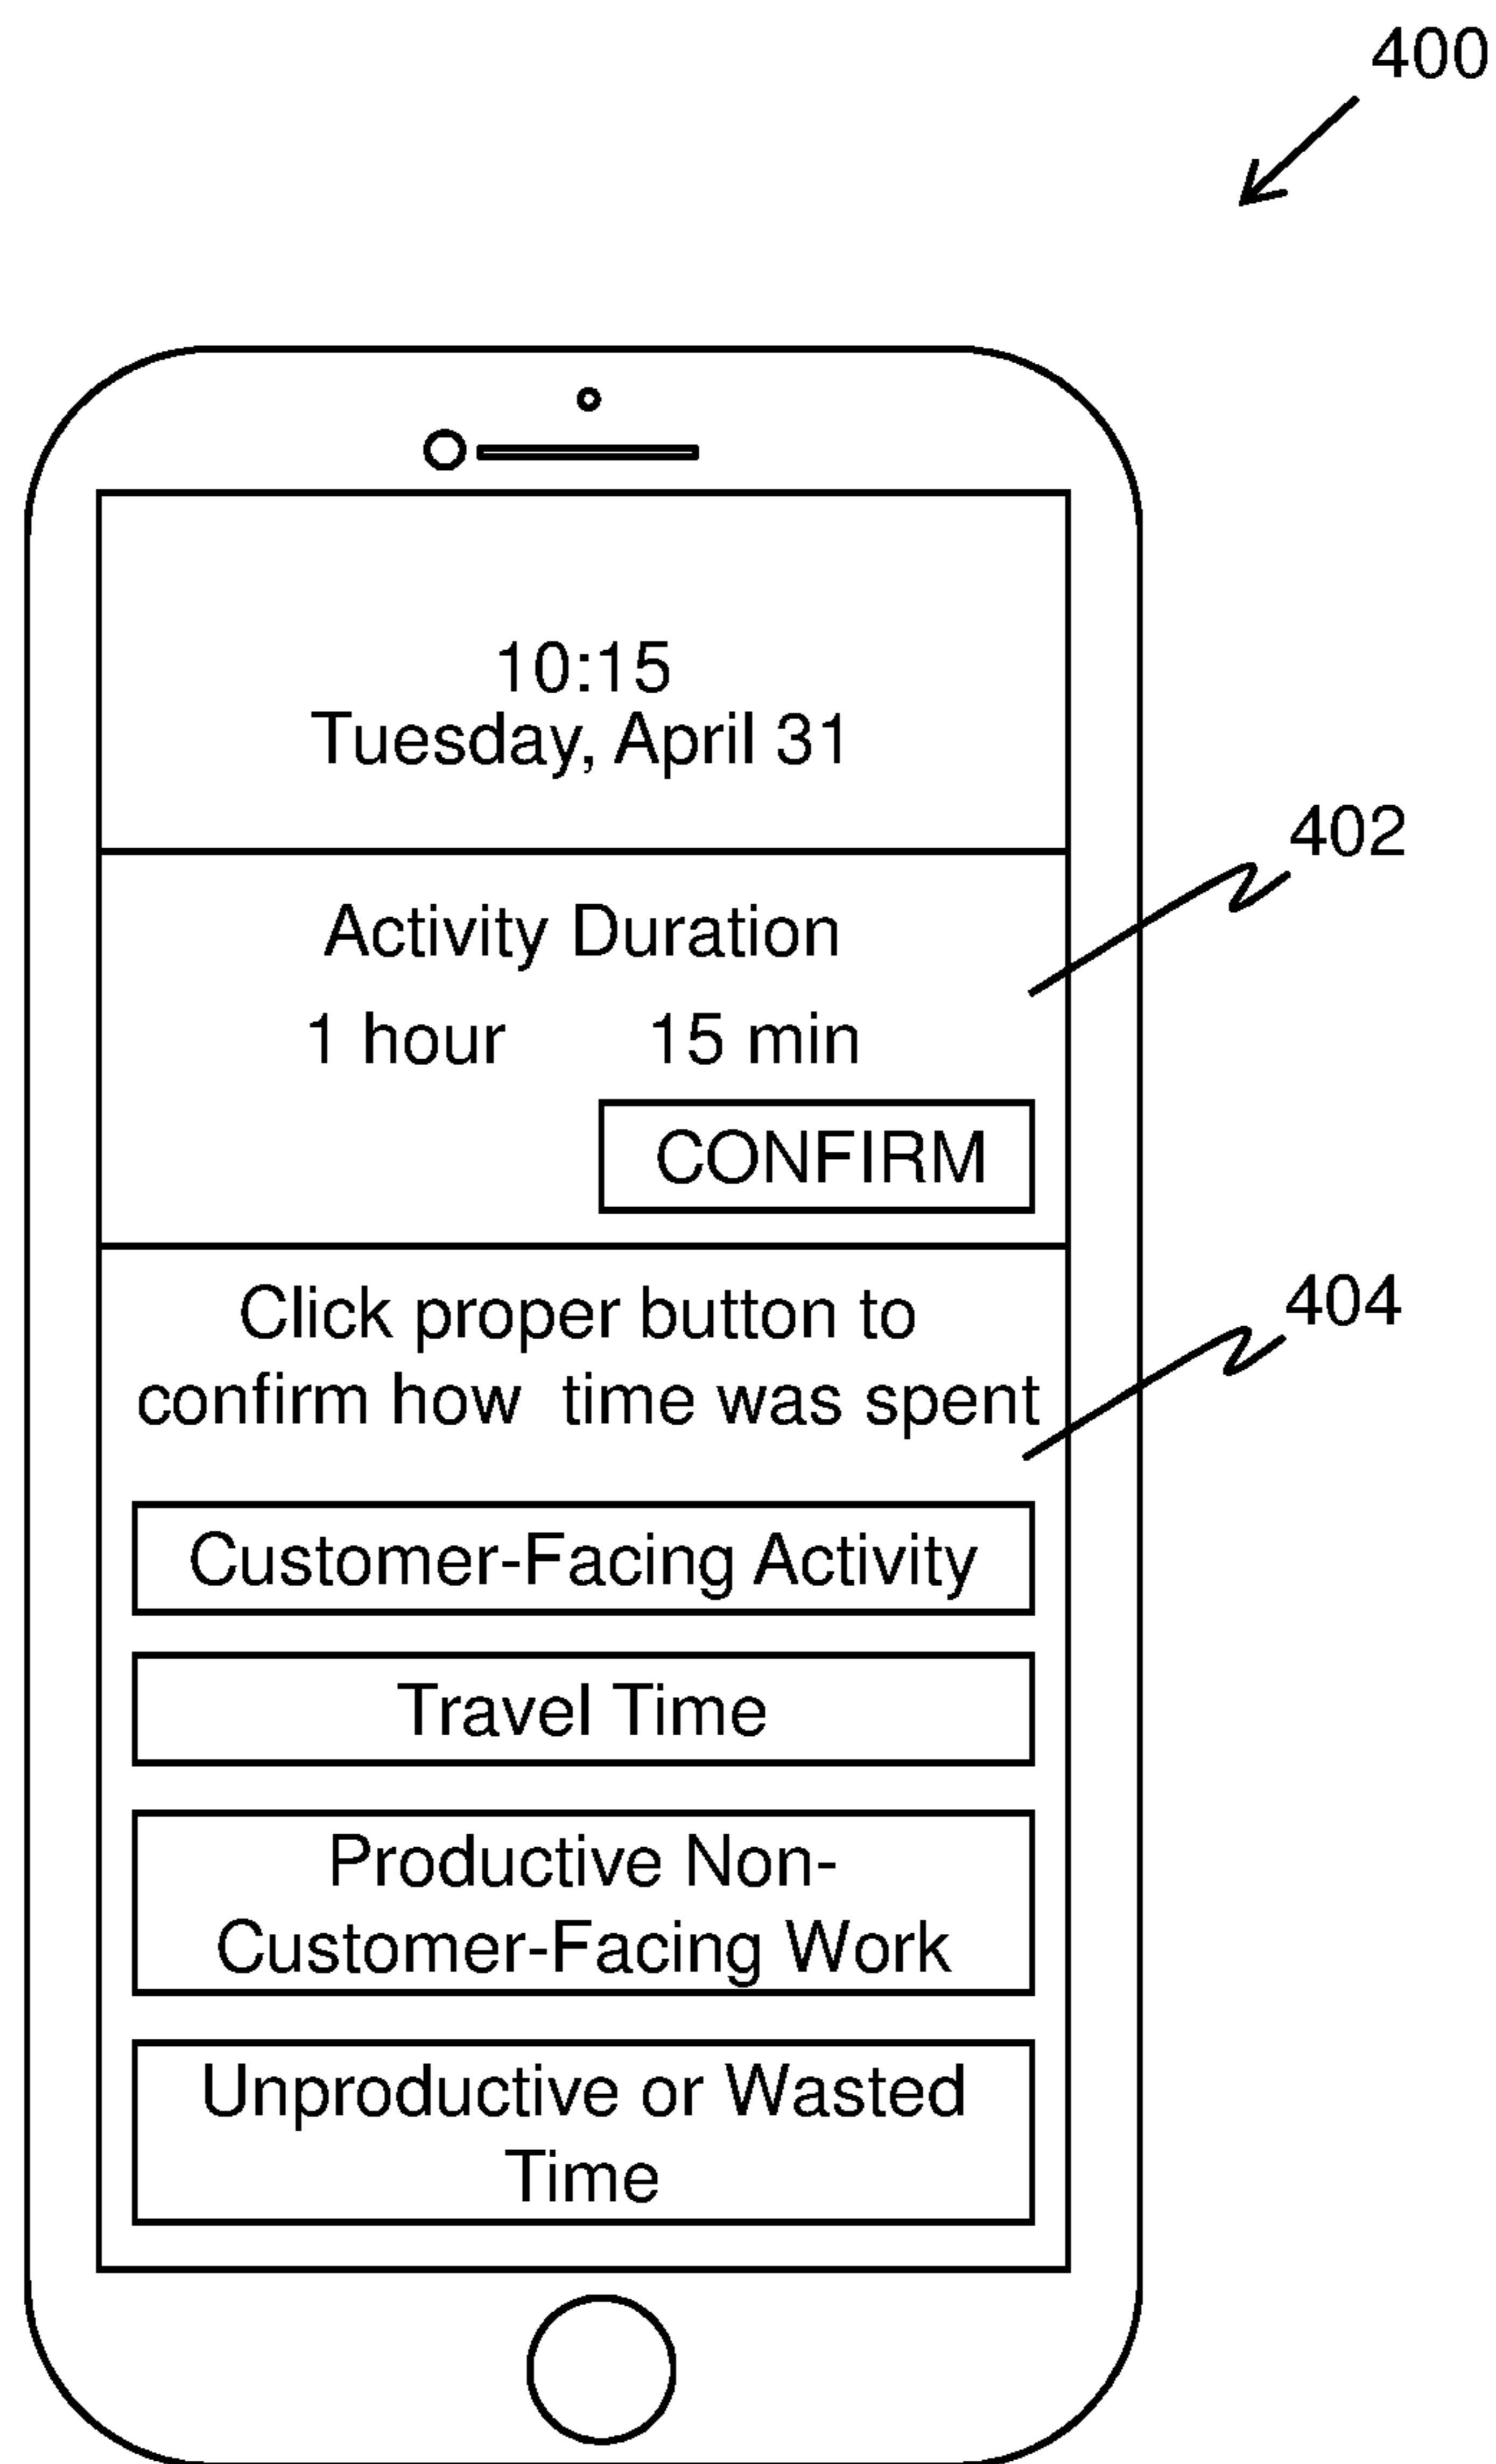 400
10:15
Tuesday, April 31
402
Activity Duration
1 hour 15 min
CONFIRM
404
Click proper button to
confirm how time was spent
Customer-Facing Activity
Travel Time
Productive Non-
Customer-Facing Work
Unproductive or Wasted
Time